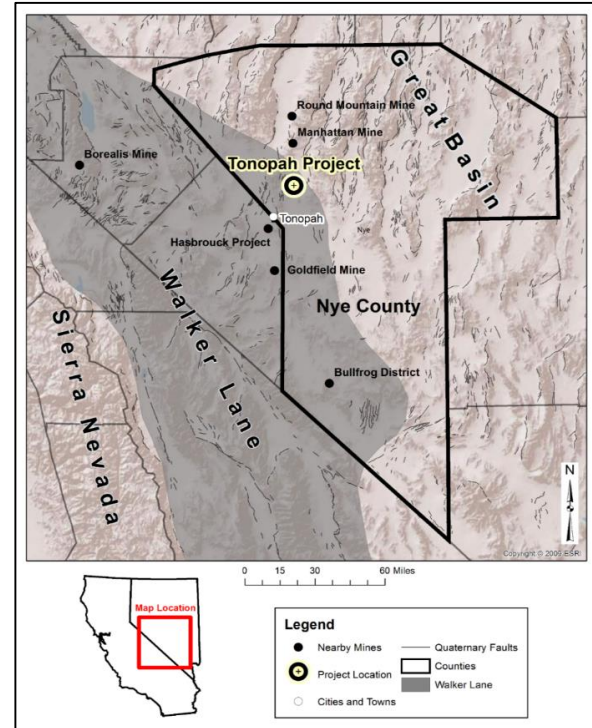 Great Basin
Round Mountain Mine
Manhattan Mine
Borealis Mine
Tonopah Project
Tonopah
Nye
Hasbrouck Project
Goldfield Mine
Walker Lane
Nye County
Sierra Nevada
Bullfrog District
N
Copyright © 2006 ESRI
0 15 30 60 Miles
Map Location
Legend
Nearby Mines
Quaternary Faults
Project Location
Counties
Walker Lane
Cities and Towns